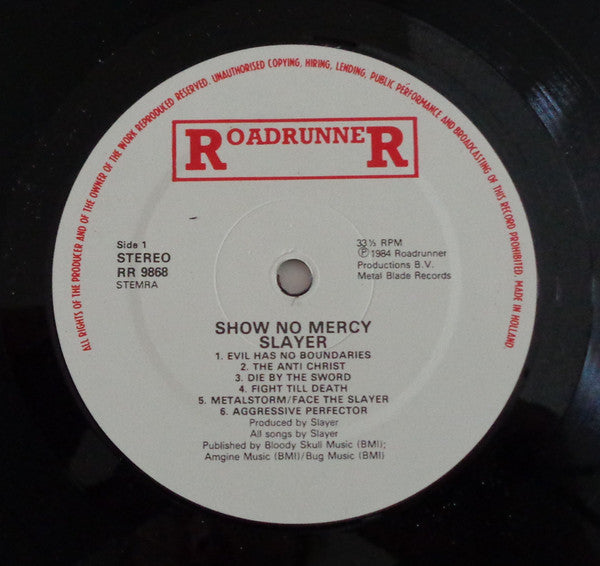 ALL RIGHTS OF THE PRODUCER AND OF THE OWNER OF THE WORK REPRODUCED RESERVED. UNAUTHORISED COPYING, HIRING, LENDING, PUBLIC PERFORMANCE AND BROADCASTING OF THIS RECORD PROHIBITED. MADE IN HOLLAND
ROADRUNNER
Side 1
STEREO
RR 9868
STEMRA
33⅓ RPM
Ⓟ1984 Roadrunner
Productions B.V.
Metal Blade Records
SHOW NO MERCY
SLAYER
1. EVIL HAS NO BOUNDARIES
2. THE ANTI CHRIST
3. DIE BY THE SWORD
4. FIGHT TILL DEATH
5. METALSTORM/FACE THE SLAYER
6. AGGRESSIVE PERFECTOR
Produced by Slayer
All songs by Slayer
Published by Bloody Skull Music (BMI);
Amgine Music (BMI)/Bug Music (BMI)